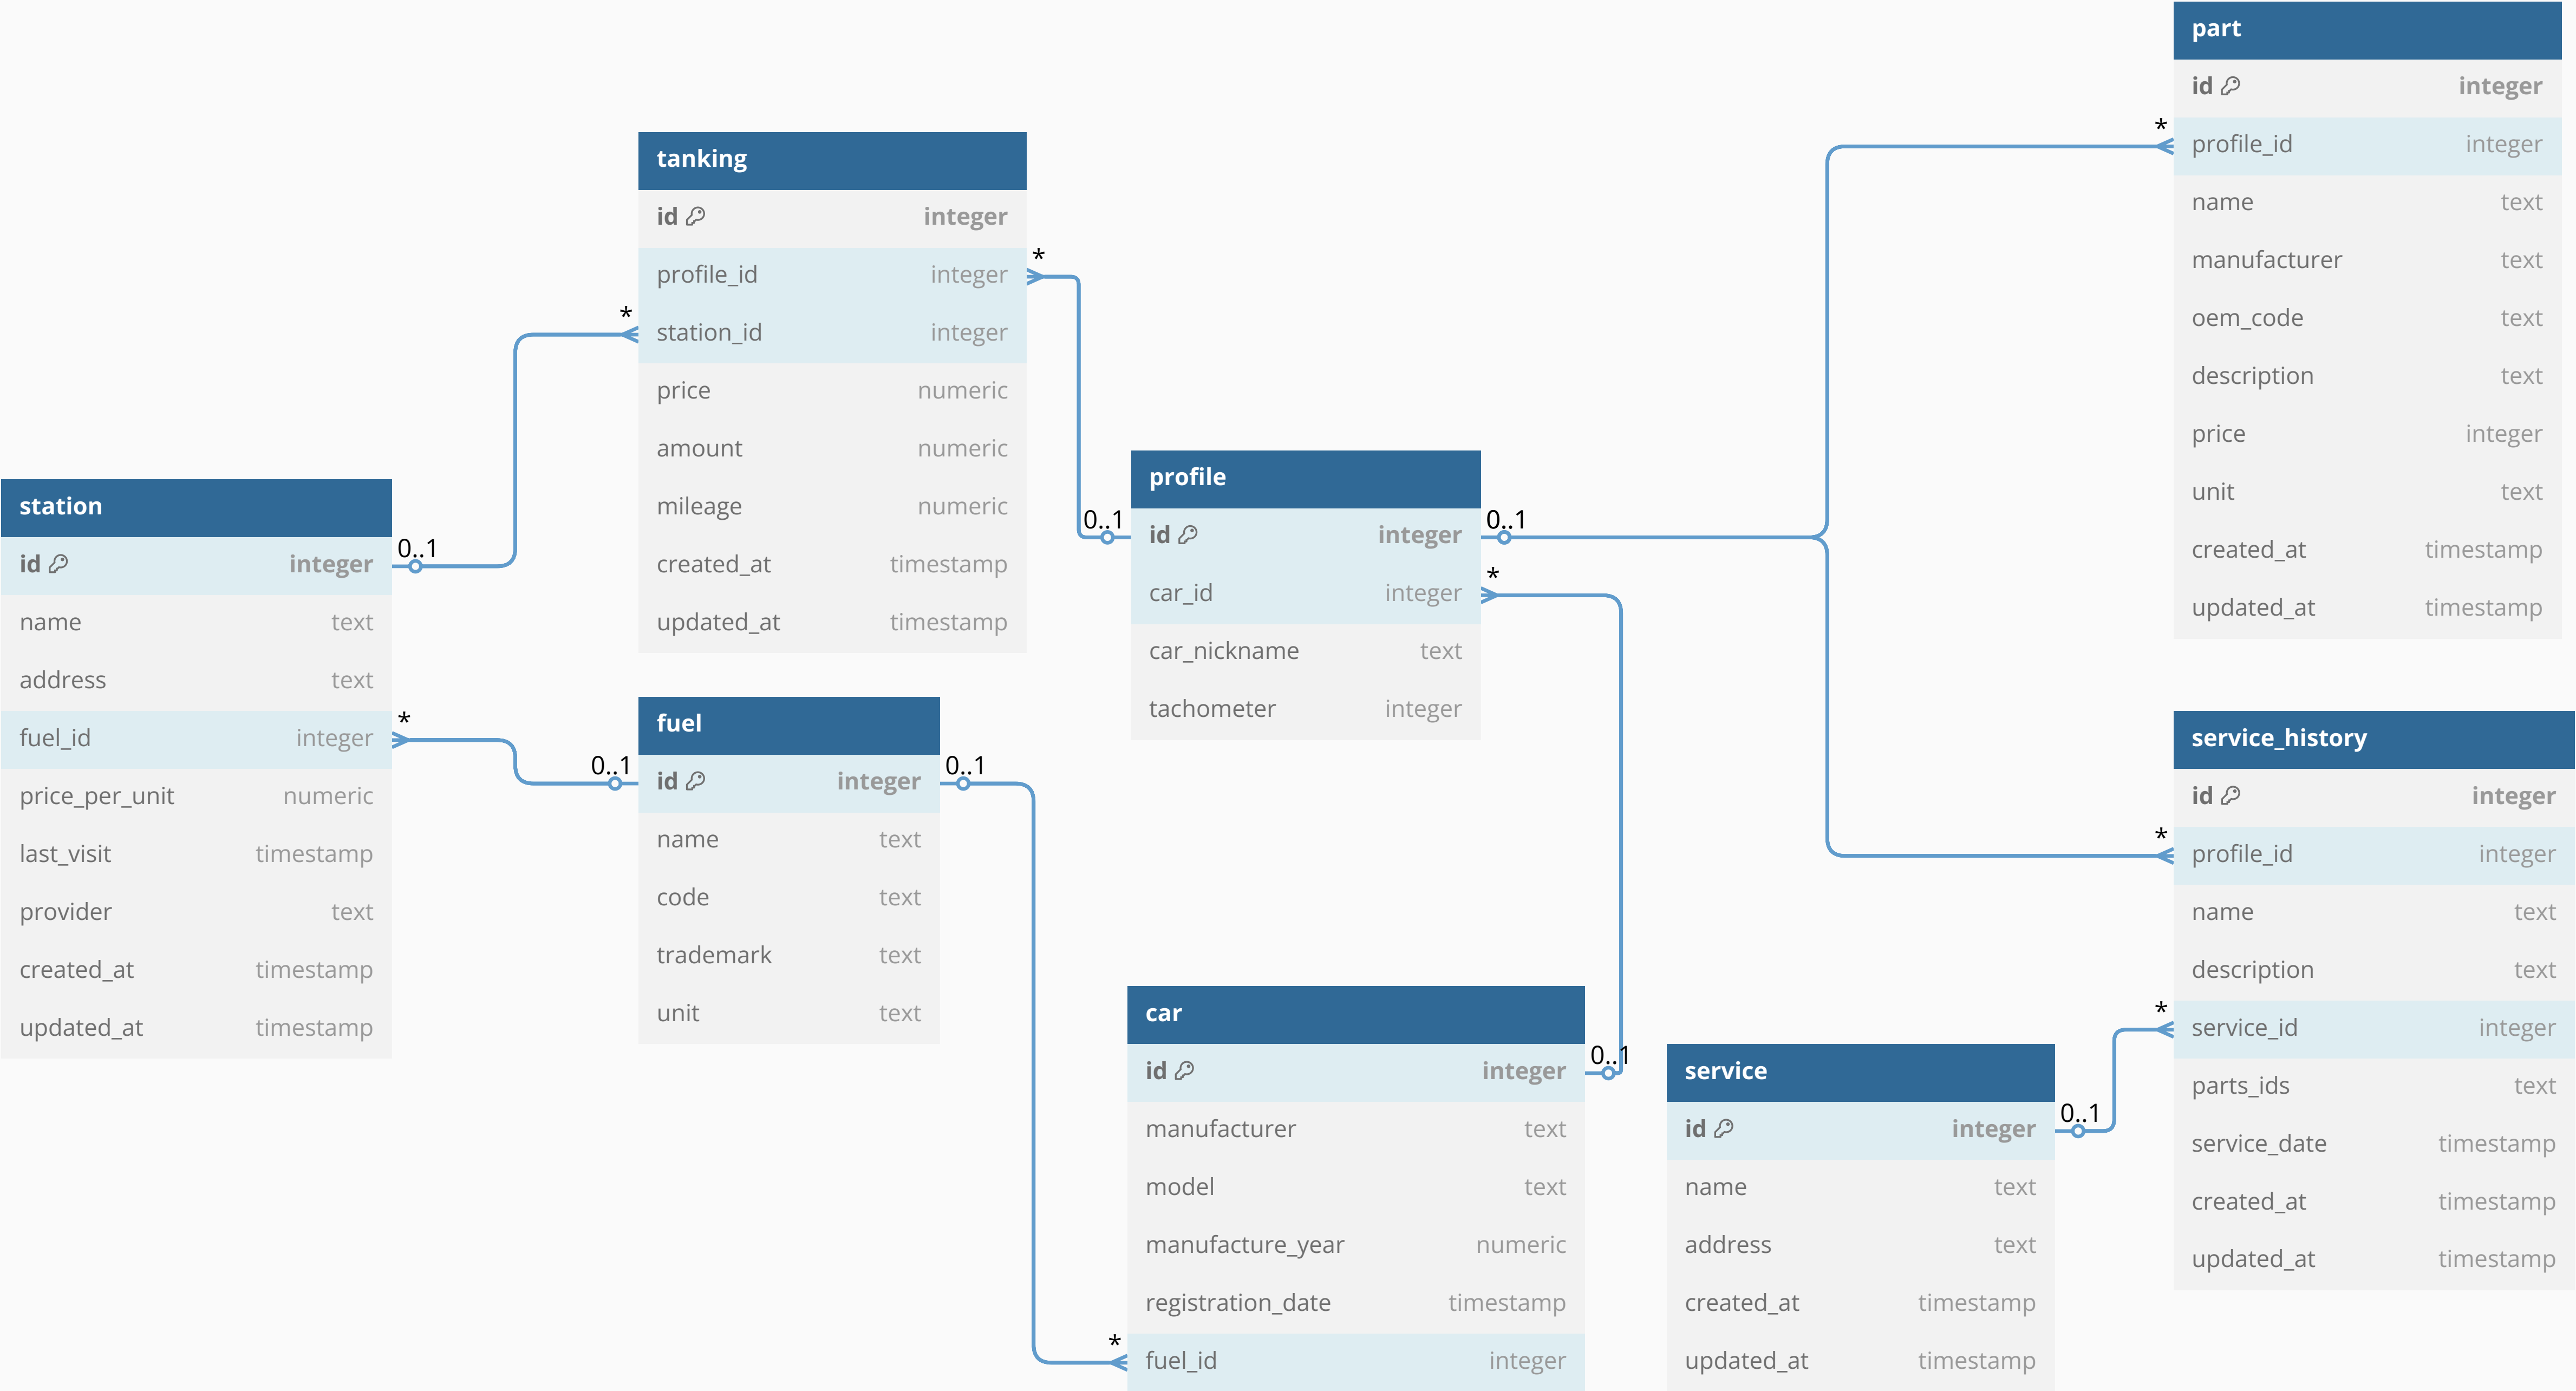 part
id integer
profile_id integer
name text
manufacturer text
oem_code text
description text
price integer
unit text
created_at timestamp
updated_at timestamp
*
tanking
id integer
profile_id integer
station_id integer
price numeric
amount numeric
mileage numeric
created_at timestamp
updated_at timestamp
*
*
profile
id integer
car_id integer
car_nickname text
tachometer integer
0..1
0..1
*
station
id integer
name text
address text
fuel_id integer
price_per_unit numeric
last_visit timestamp
provider text
created_at timestamp
updated_at timestamp
0..1
*
fuel
id integer
name text
code text
trademark text
unit text
0..1
0..1
service_history
id integer
profile_id integer
name text
description text
service_id integer
parts_ids text
service_date timestamp
created_at timestamp
updated_at timestamp
*
*
car
id integer
manufacturer text
model text
manufacture_year numeric
registration_date timestamp
fuel_id integer
0..1
*
service
id integer
name text
address text
created_at timestamp
updated_at timestamp
0..1